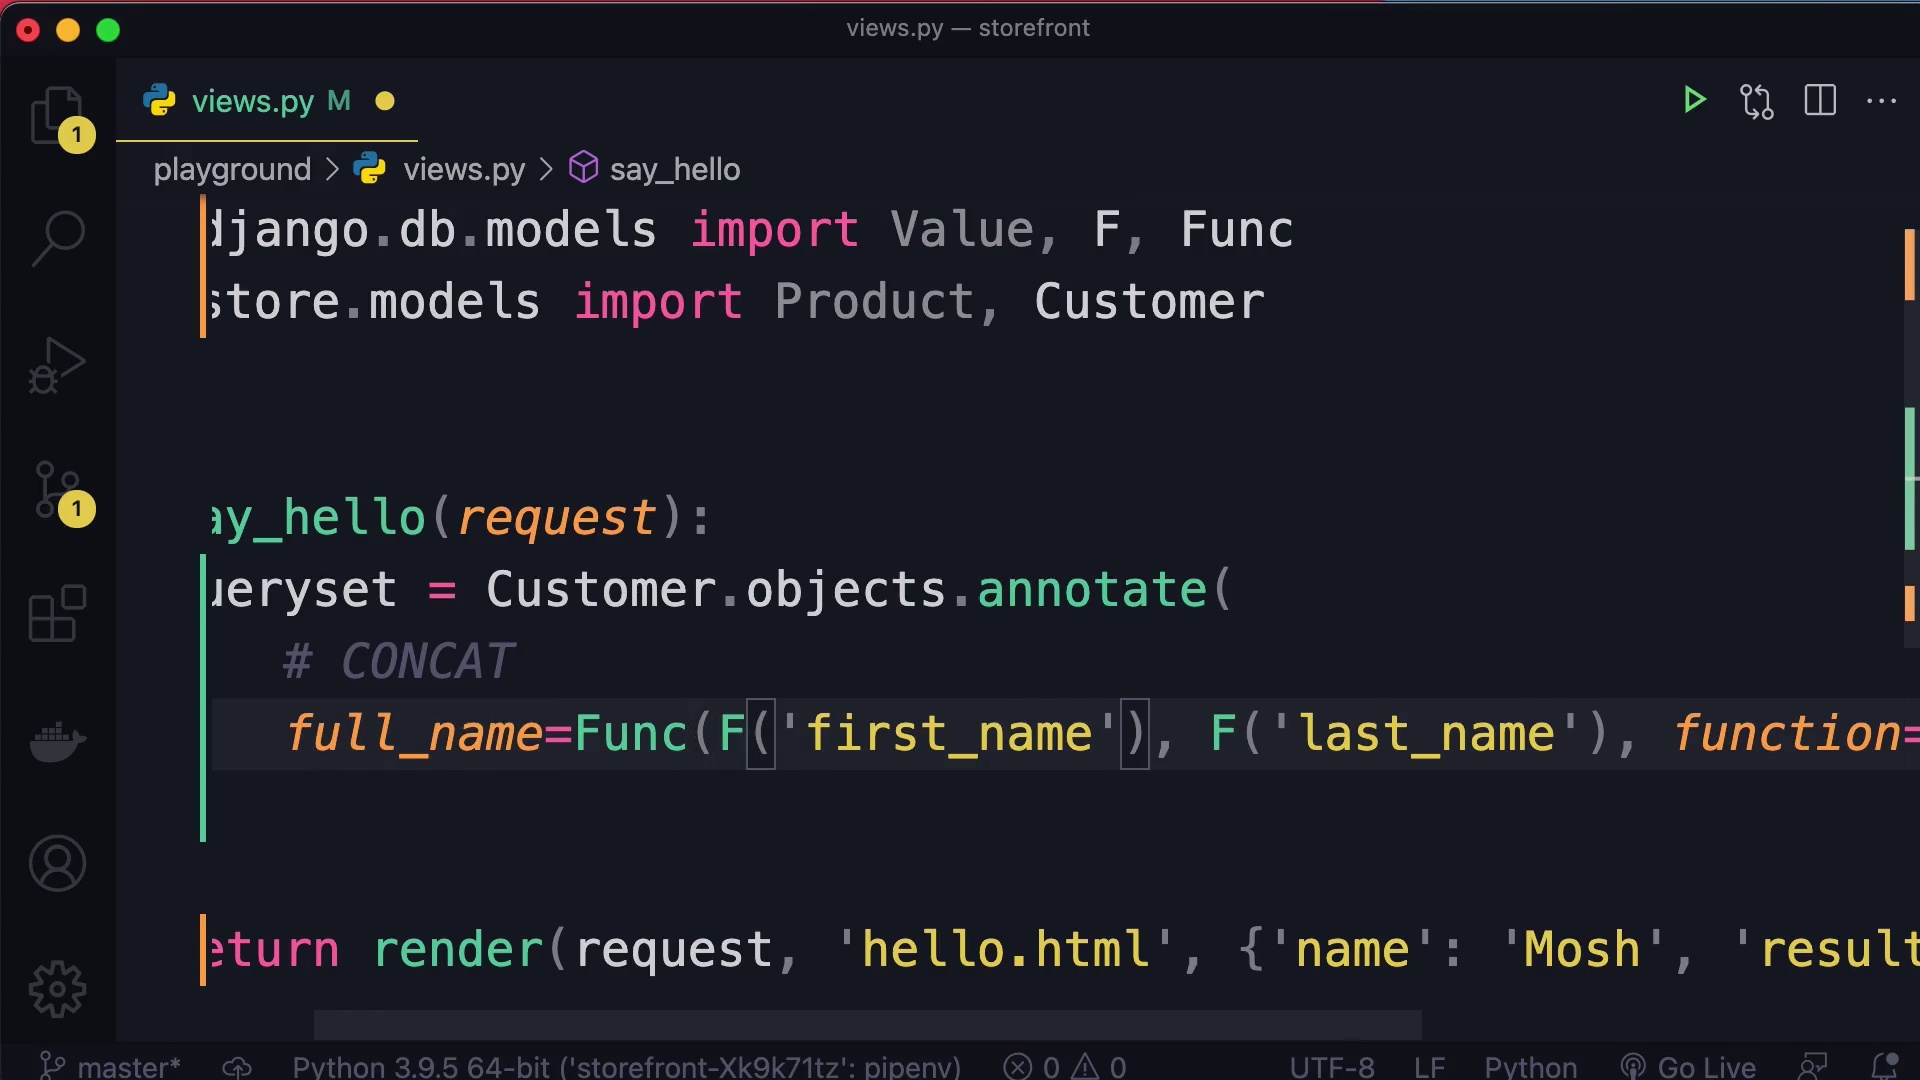 views.py — storefront
views.py M
1
playground > views.py > say_hello
django.db.models import Value, F, Func
store.models import Product, Customer
ay_hello(request):
ueryset = Customer.objects.annotate(
# CONCAT
full_name=Func(F('first_name'), F('last_name'), function=
1
eturn render(request, 'hello.html', {'name': 'Mosh', 'result
master* Python 3.9.5 64-bit ('storefront-Xk9k71tz': pipenv) 0 0 UTF-8 LF Python Go Live